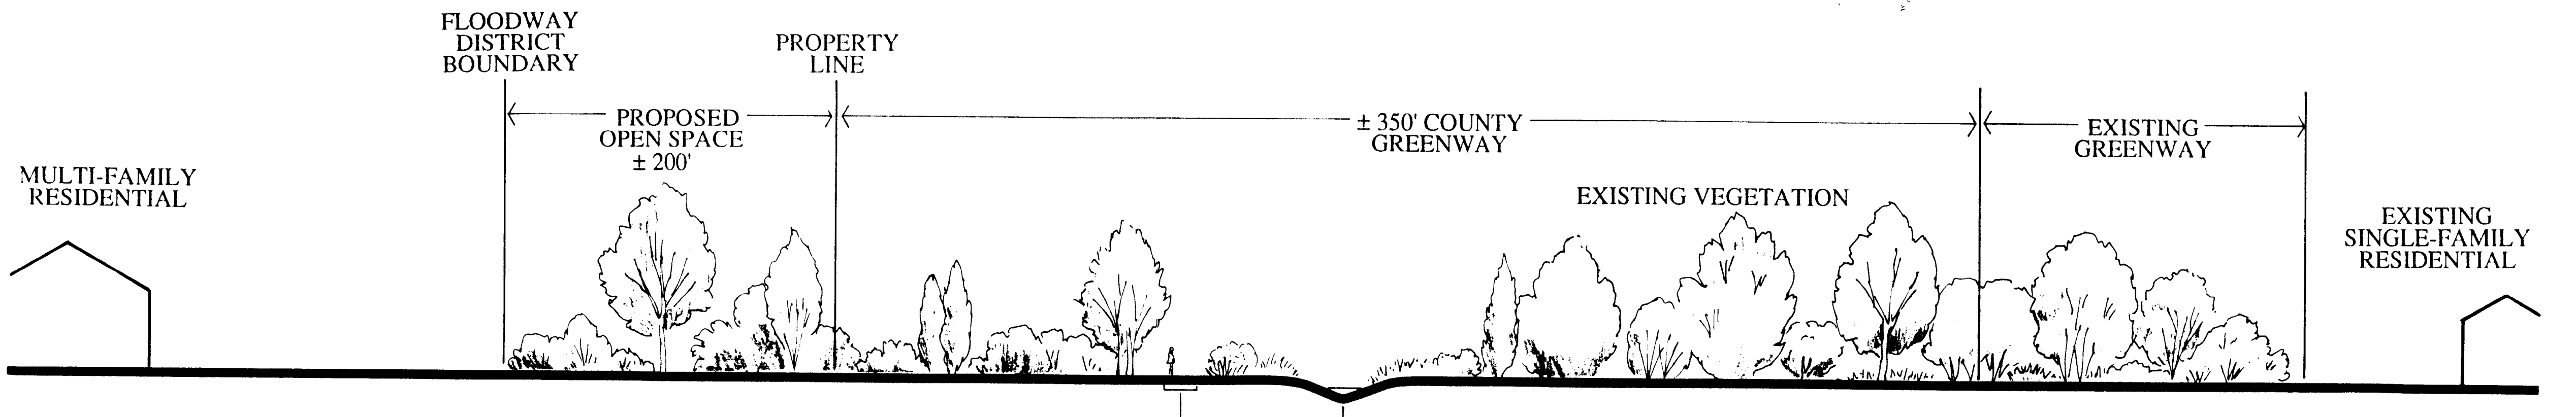 FLOODWAY
DISTRICT
BOUNDARY
PROPERTY
LINE
PROPOSED
OPEN SPACE
± 200'
± 350' COUNTY
GREENWAY
EXISTING
GREENWAY
MULTI-FAMILY
RESIDENTIAL
EXISTING VEGETATION
EXISTING
SINGLE-FAMILY
RESIDENTIAL